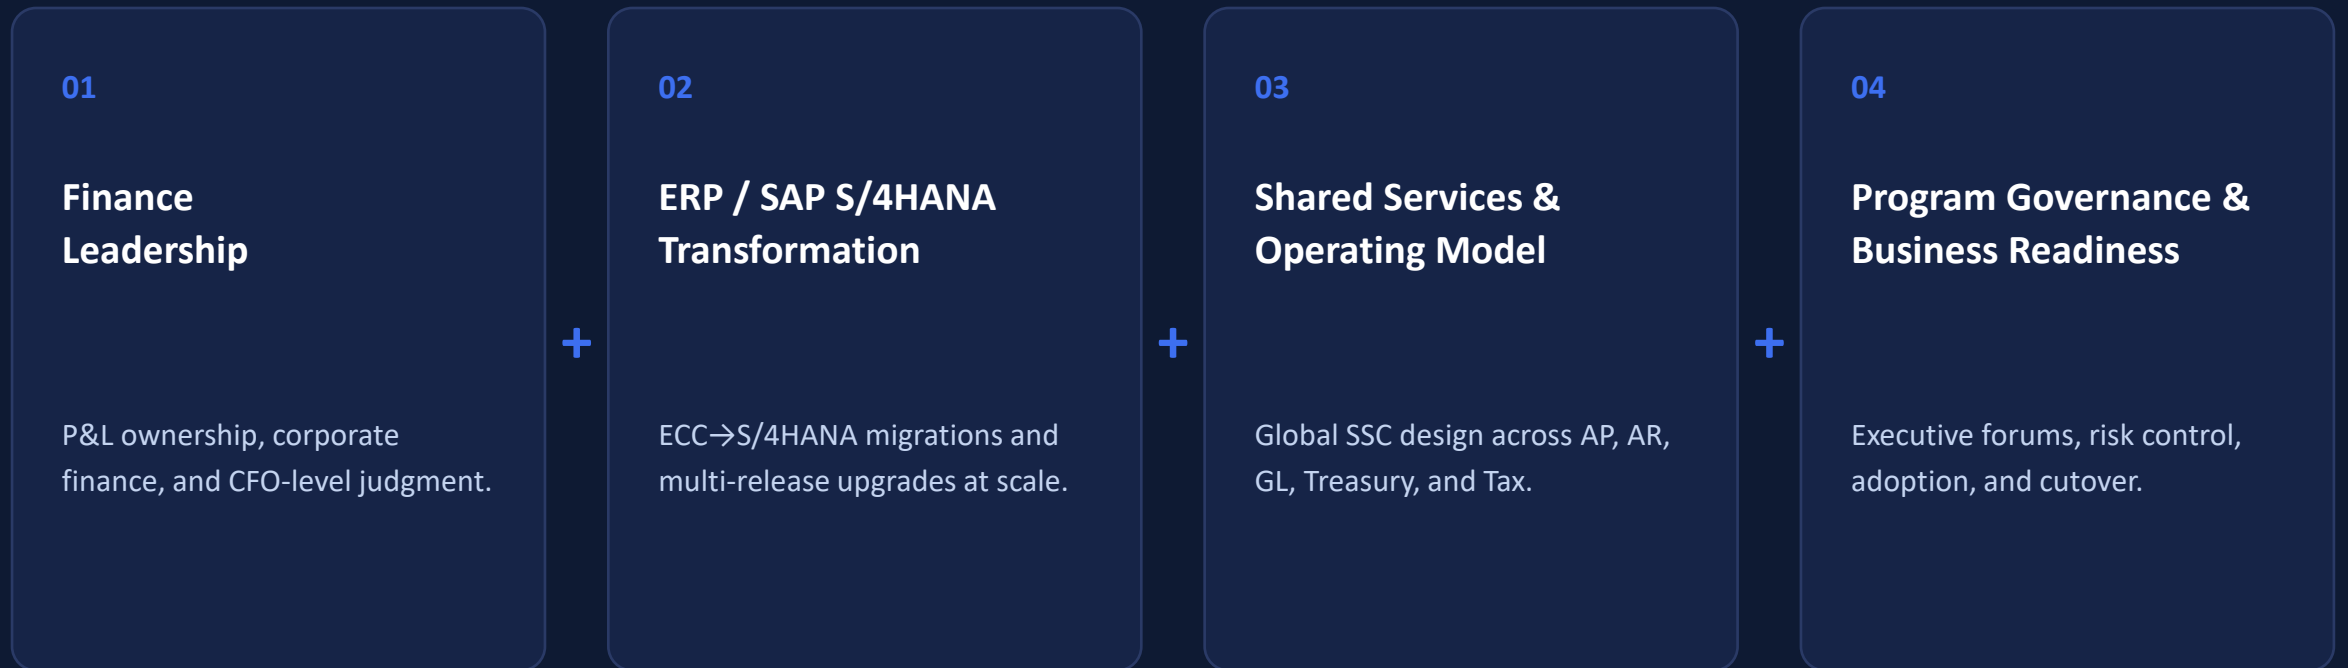 01
Finance
Leadership
P&L ownership, corporate
finance, and CFO-level judgment.
+
02
ERP / SAP S/4HANA
Transformation
ECC→S/4HANA migrations and
multi-release upgrades at scale.
+
03
Shared Services &
Operating Model
Global SSC design across AP, AR,
GL, Treasury, and Tax.
+
04
Program Governance &
Business Readiness
Executive forums, risk control,
adoption, and cutover.